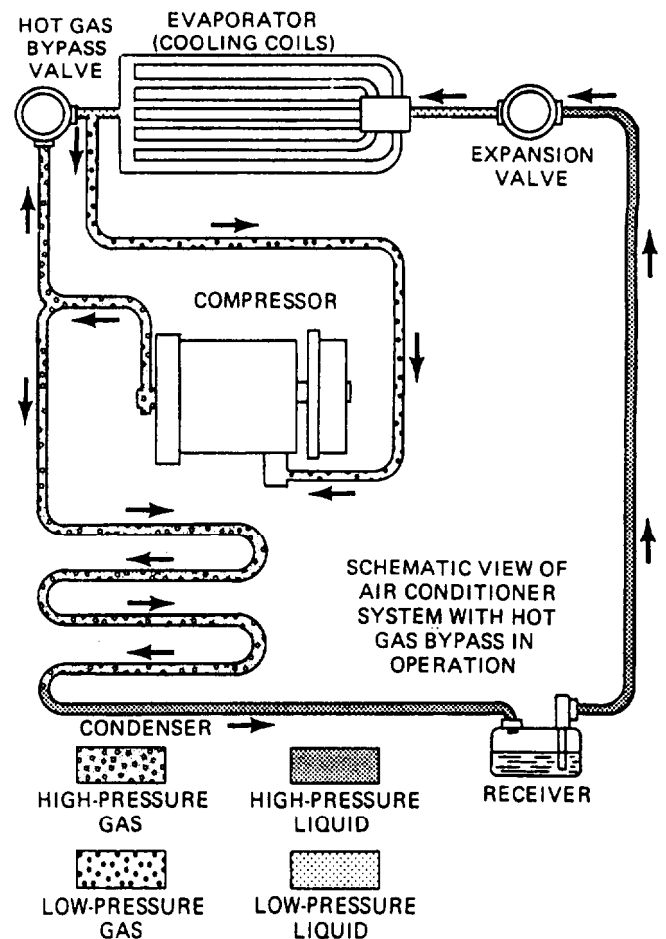 HOT GAS
BYPASS
VALVE
EVAPORATOR
(COOLING COILS)
EXPANSION
VALVE
COMPRESSOR
SCHEMATIC VIEW OF
AIR CONDITIONER
SYSTEM WITH HOT
GAS BYPASS IN
OPERATION
CONDENSER
RECEIVER
HIGH-PRESSURE
GAS
HIGH-PRESSURE
LIQUID
LOW-PRESSURE
GAS
LOW-PRESSURE
LIQUID